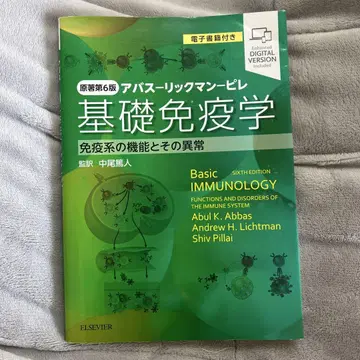 電子書籍付き
Enhanced
DIGITAL
VERSION
Included
原著第6版 アバス-リックマン-ピレ
基礎免疫学
免疫系の機能とその異常
監訳 中尾篤人
Basic SIXTH EDITION
IMMUNOLOGY
FUNCTIONS AND DISORDERS OF
THE IMMUNE SYSTEM
Abul K. Abbas
Andrew H. Lichtman
Shiv Pillai
ELSEVIER